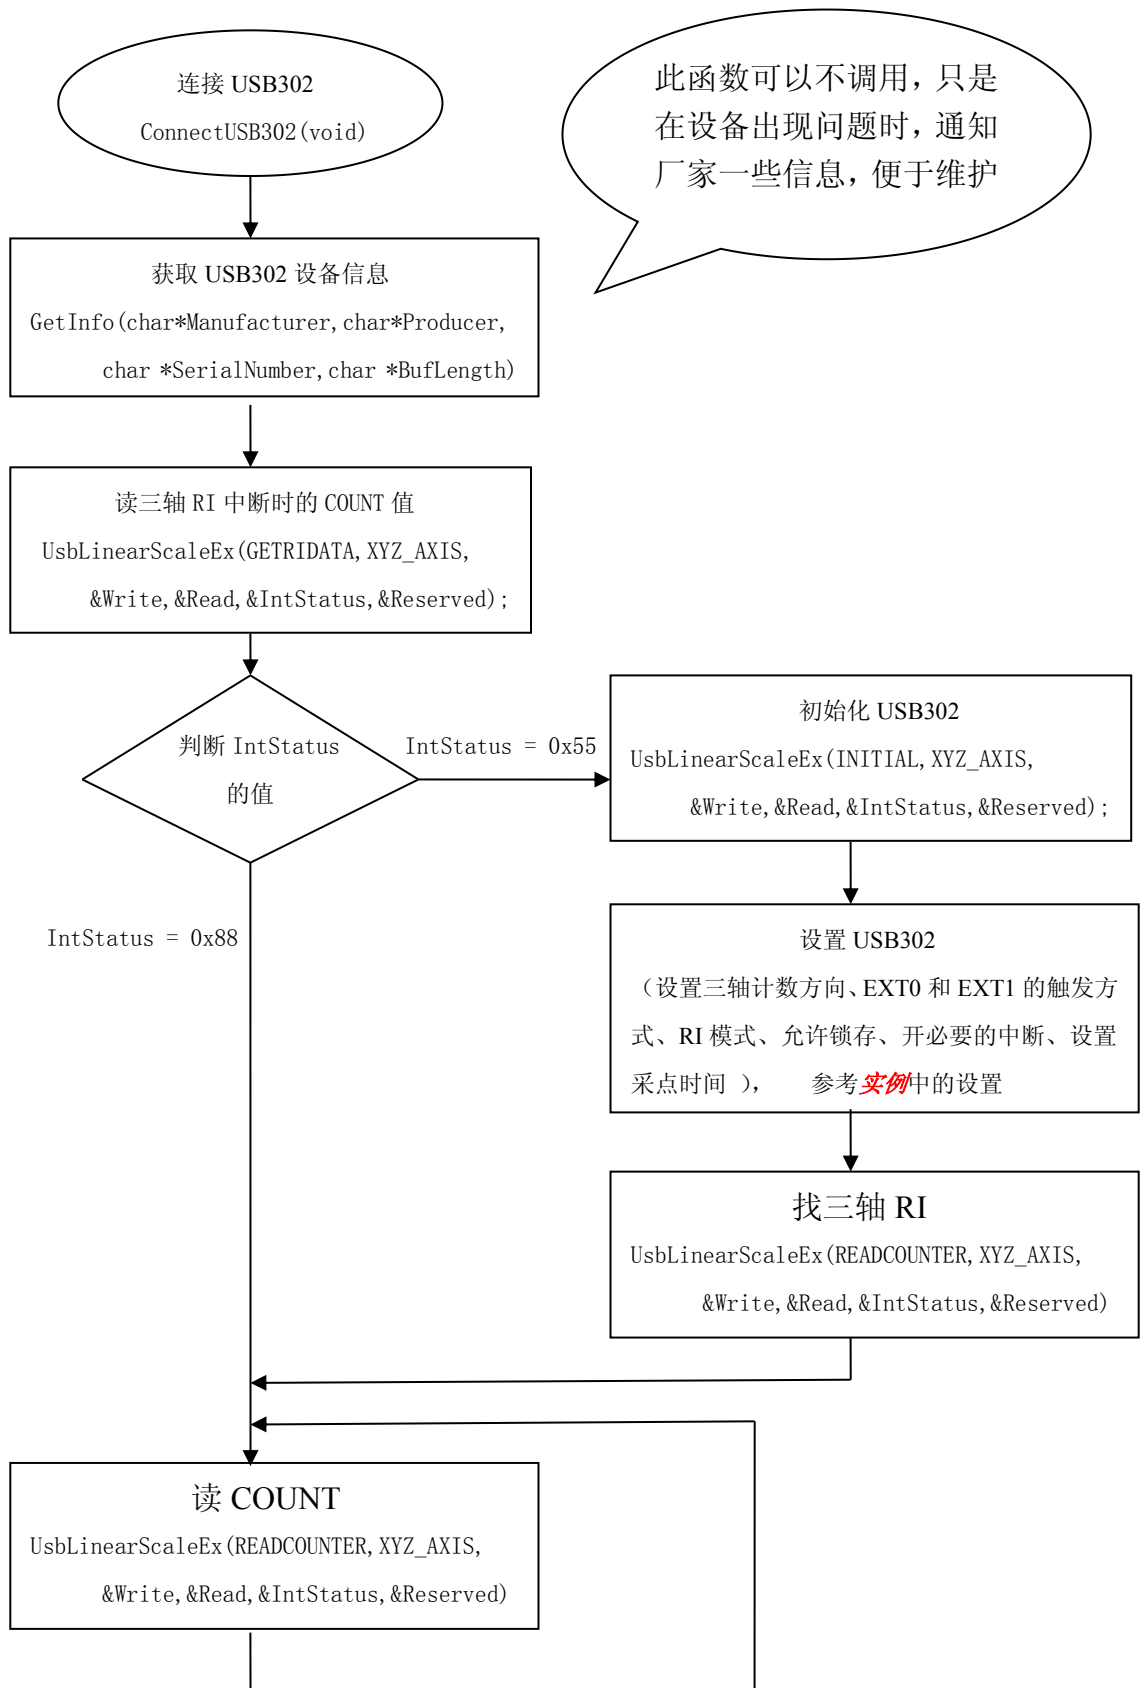 连接 USB302
ConnectUSB302(void)
此函数可以不调用，只是
在设备出现问题时，通知
厂家一些信息，便于维护
获取 USB302 设备信息
GetInfo(char*Manufacturer,char*Producer,
char *SerialNumber,char *BufLength)
读三轴 RI 中断时的 COUNT 值
UsbLinearScaleEx(GETRIDATA,XYZ_AXIS,
&Write,&Read,&IntStatus,&Reserved);
判断 IntStatus
的值
IntStatus = 0x55
初始化 USB302
UsbLinearScaleEx(INITIAL,XYZ_AXIS,
&Write,&Read,&IntStatus,&Reserved);
IntStatus = 0x88
设置 USB302
（设置三轴计数方向、EXT0 和 EXT1 的触发方
式、RI 模式、允许锁存、开必要的中断、设置
采点时间 ）， 参考实例中的设置
找三轴 RI
UsbLinearScaleEx(READCOUNTER,XYZ_AXIS,
&Write,&Read,&IntStatus,&Reserved)
读 COUNT
UsbLinearScaleEx(READCOUNTER,XYZ_AXIS,
&Write,&Read,&IntStatus,&Reserved)